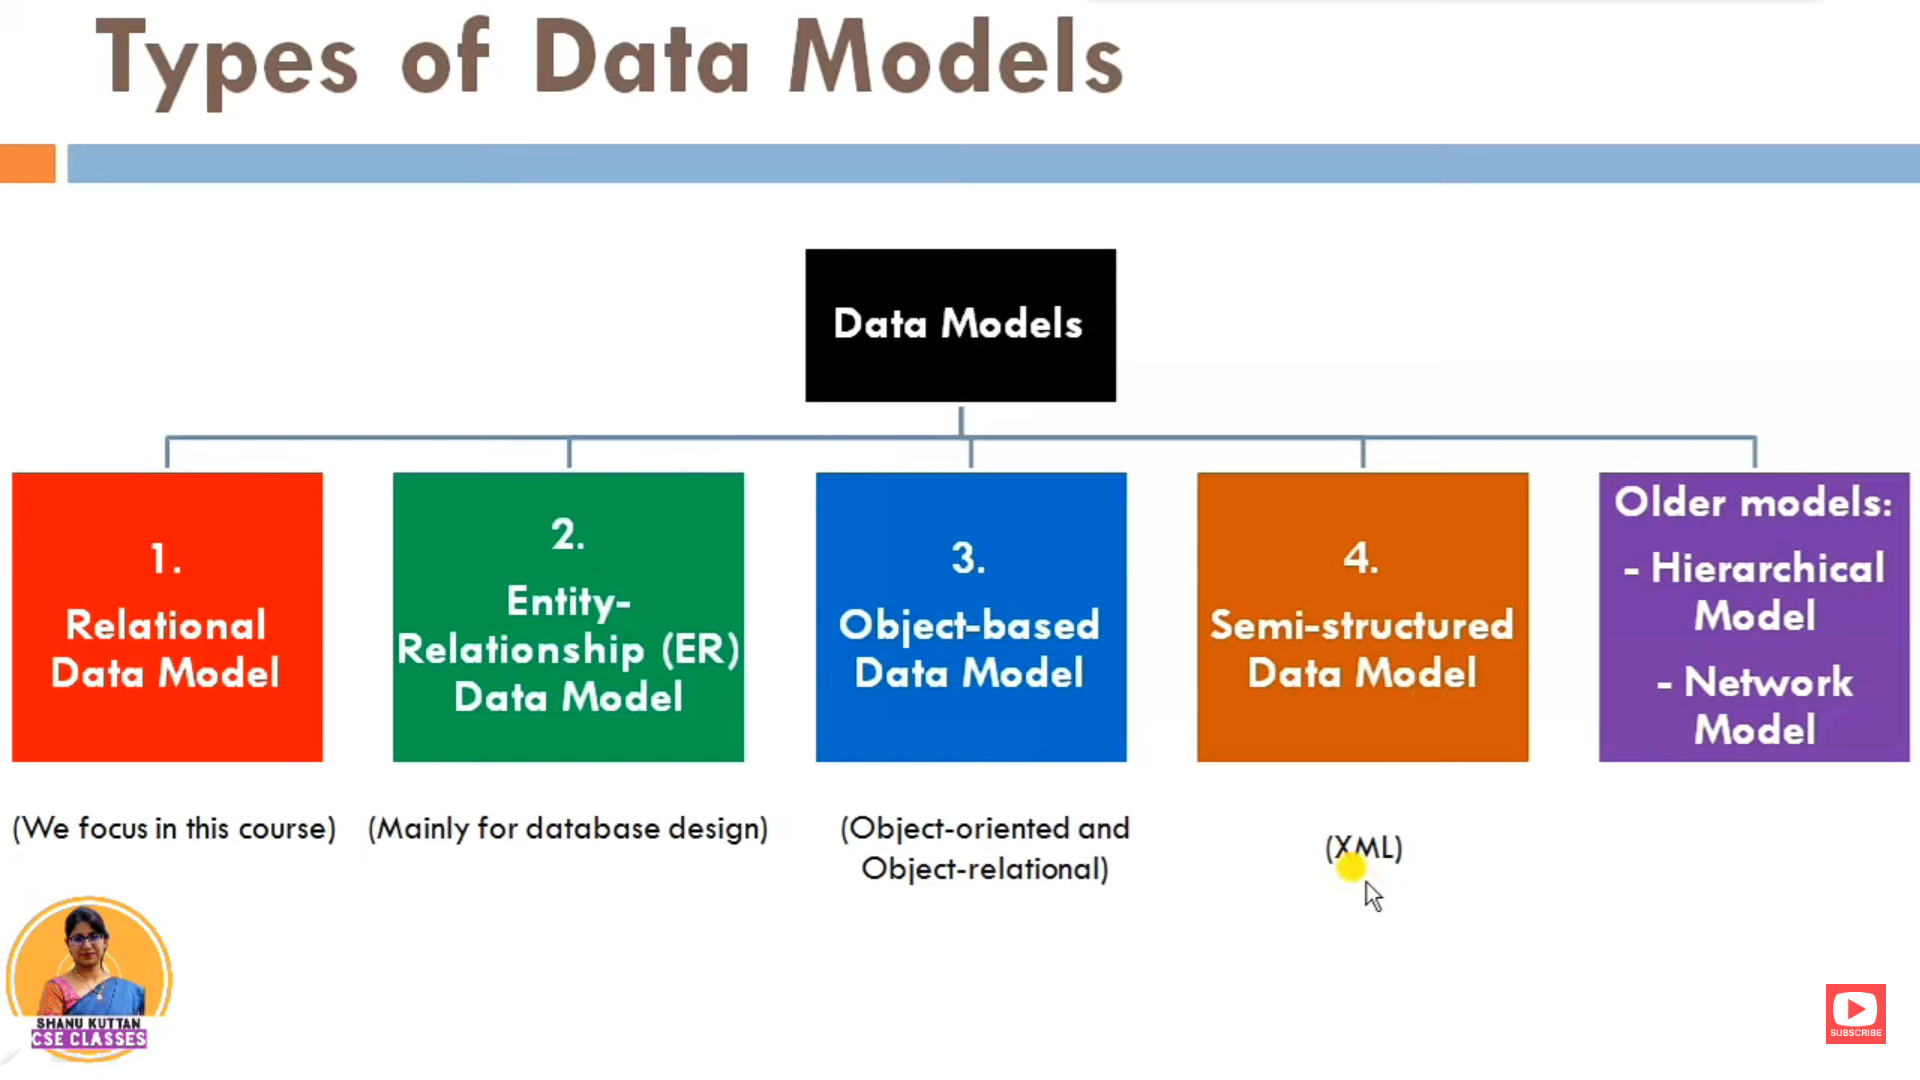 Types of Data Models
Data Models
1.
Relational
Data Model
2.
Entity-
Relationship (ER)
Data Model
3.
Object-based
Data Model
4.
Semi-structured
Data Model
Older models:
- Hierarchical
Model
- Network
Model
(We focus in this course)
(Mainly for database design)
(Object-oriented and
Object-relational)
(XML)
SHANU KUTTAN
CSE CLASSES
SUBSCRIBE